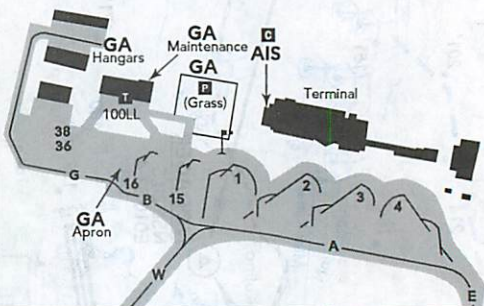 GA
Hangars
GA
Maintenance
GA
P
(Grass)
C
AIS
Terminal
T
100LL
38
36
G
16
B
15
1
2
3
4
GA
Apron
A
W
E